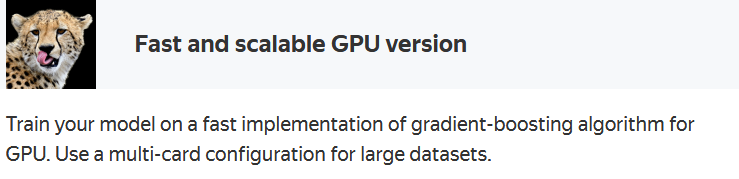 Fast and scalable GPU version
Train your model on a fast implementation of gradient-boosting algorithm for
GPU. Use a multi-card configuration for large datasets.